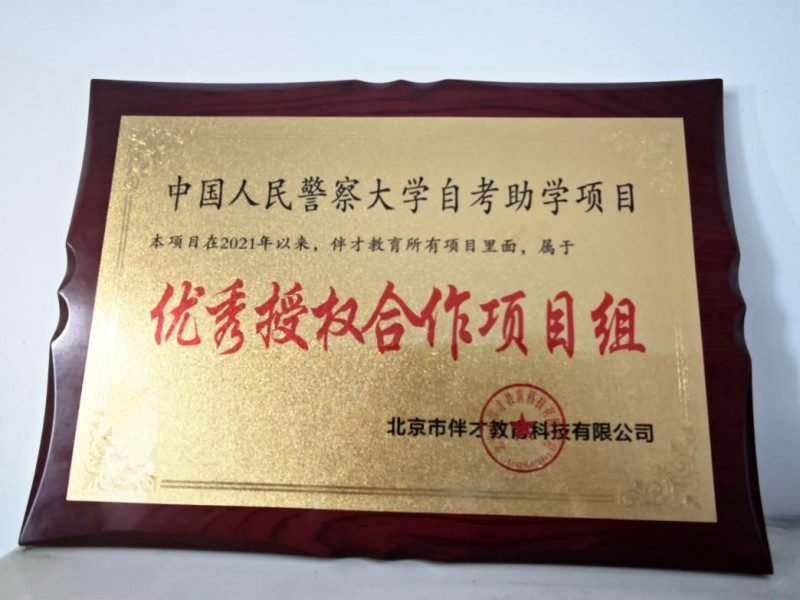 中国人民警察大学自考助学项目
本项目在2021年以来，伴才教育所有项目里面，属于
优秀授权合作项目组
北京市伴才教育科技有限公司